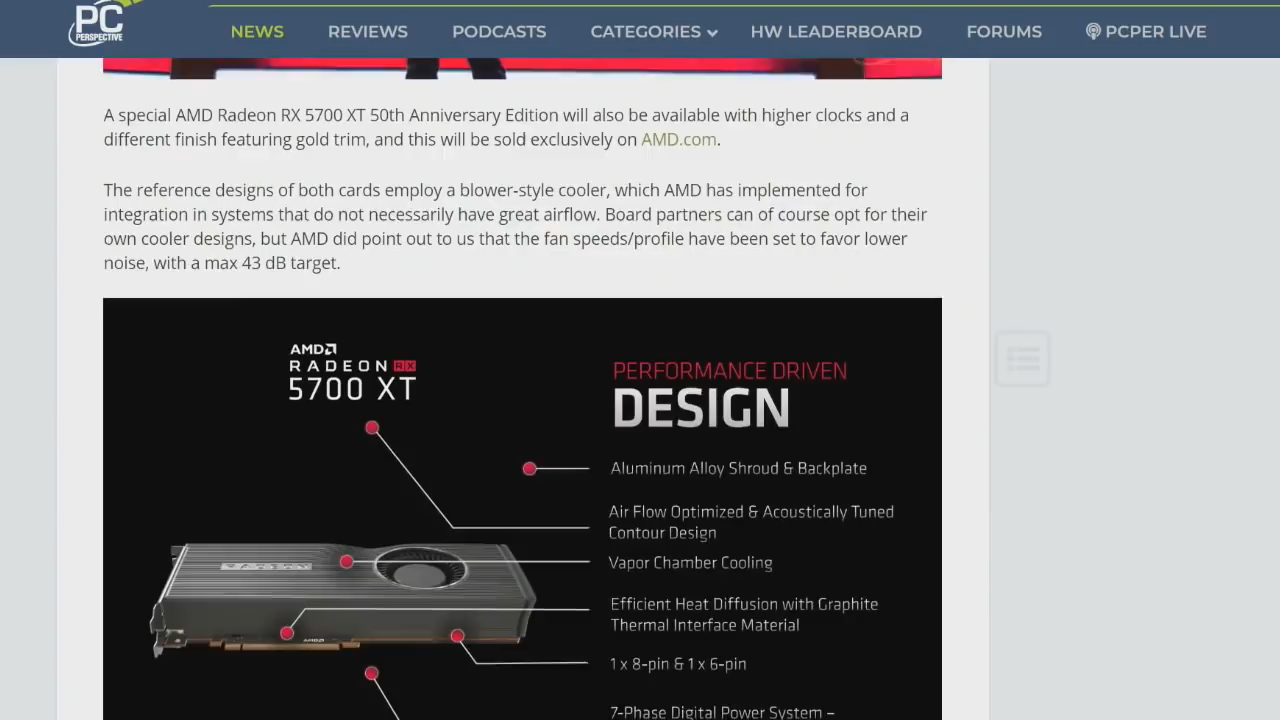 PC
PERSPECTIVE
NEWS REVIEWS PODCASTS CATEGORIES HW LEADERBOARD FORUMS PCPER LIVE
A special AMD Radeon RX 5700 XT 50th Anniversary Edition will also be available with higher clocks and a
different finish featuring gold trim, and this will be sold exclusively on AMD.com.
The reference designs of both cards employ a blower-style cooler, which AMD has implemented for
integration in systems that do not necessarily have great airflow. Board partners can of course opt for their
own cooler designs, but AMD did point out to us that the fan speeds/profile have been set to favor lower
noise, with a max 43 dB target.
AMD
RADEON RX
5700 XT
PERFORMANCE DRIVEN
DESIGN
Aluminum Alloy Shroud & Backplate
Air Flow Optimized & Acoustically Tuned
Contour Design
Vapor Chamber Cooling
Efficient Heat Diffusion with Graphite
Thermal Interface Material
1 x 8-pin & 1 x 6-pin
7-Phase Digital Power System –
RADEON
AMD